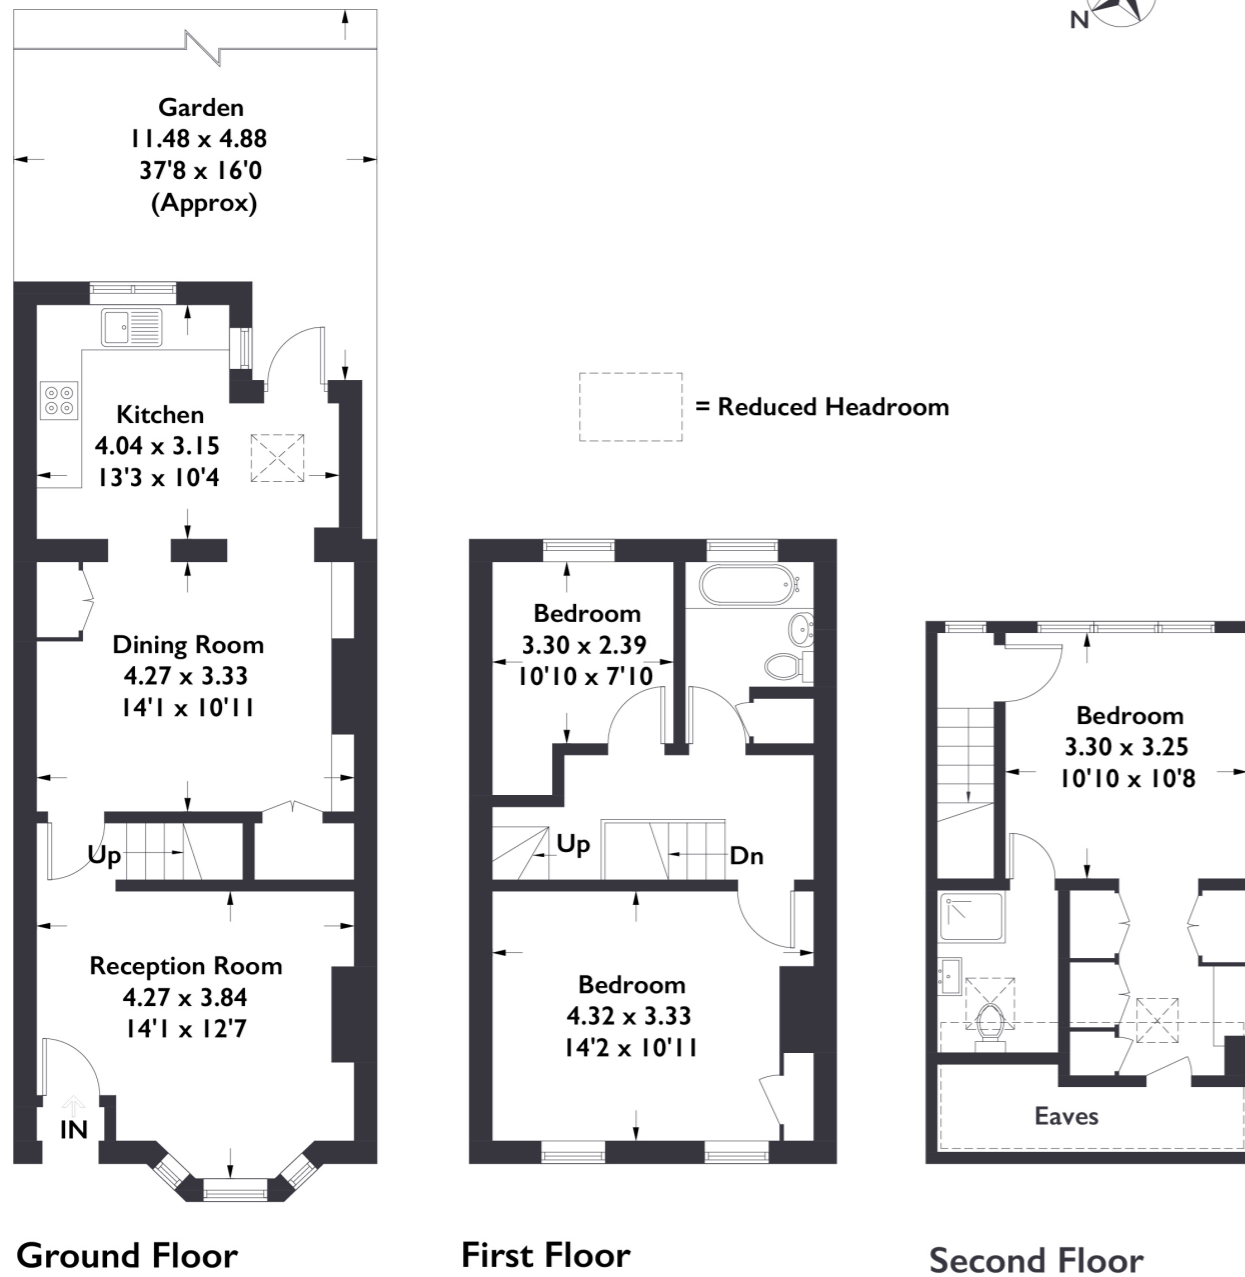 N
Garden
11.48 x 4.88
37'8 x 16'0
(Approx)
Kitchen
4.04 x 3.15
13'3 x 10'4
= Reduced Headroom
Dining Room
4.27 x 3.33
14'1 x 10'11
Up
Reception Room
4.27 x 3.84
14'1 x 12'7
IN
Ground Floor
Bedroom
3.30 x 2.39
10'10 x 7'10
Up
Dn
Bedroom
4.32 x 3.33
14'2 x 10'11
First Floor
Bedroom
3.30 x 3.25
10'10 x 10'8
Eaves
Second Floor